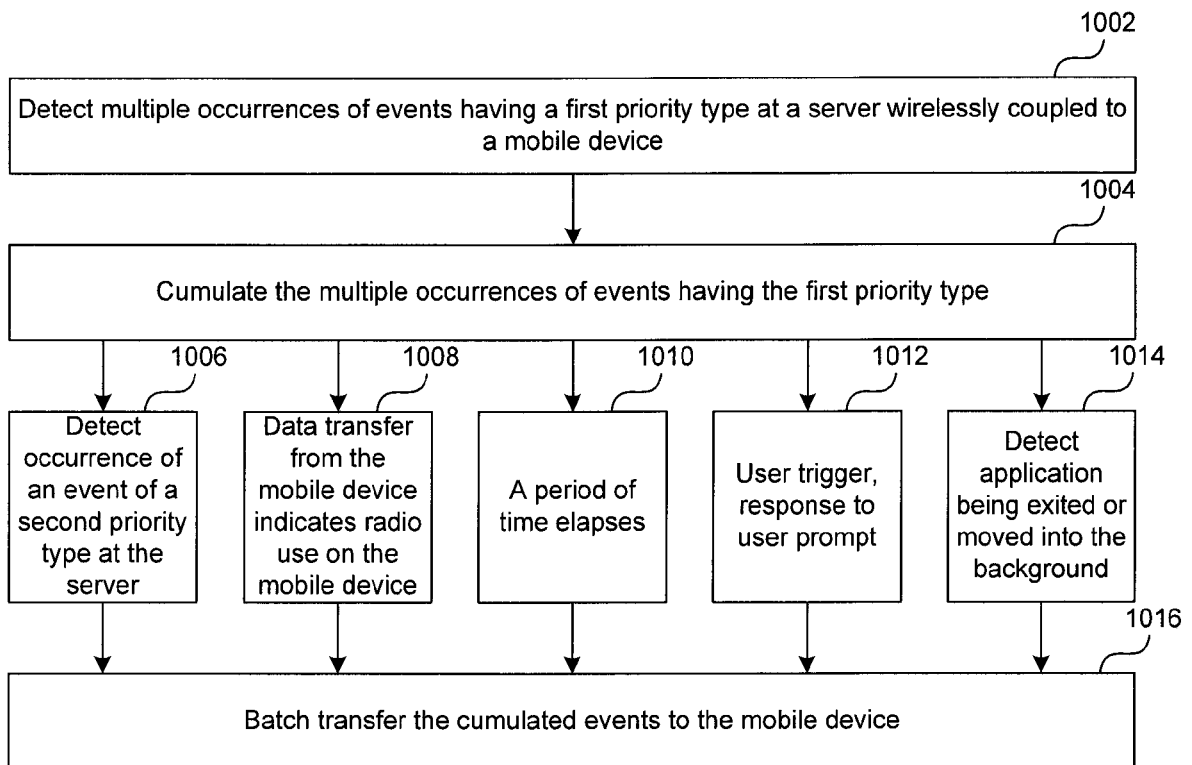 1002
Detect multiple occurrences of events having a first priority type at a server wirelessly coupled to
a mobile device
1004
Cumulate the multiple occurrences of events having the first priority type
1006
Detect
occurrence of
an event of a
second priority
type at the
server
1008
Data transfer
from the
mobile device
indicates radio
use on the
mobile device
1010
A period of
time elapses
1012
User trigger,
response to
user prompt
1014
Detect
application
being exited or
moved into the
background
1016
Batch transfer the cumulated events to the mobile device